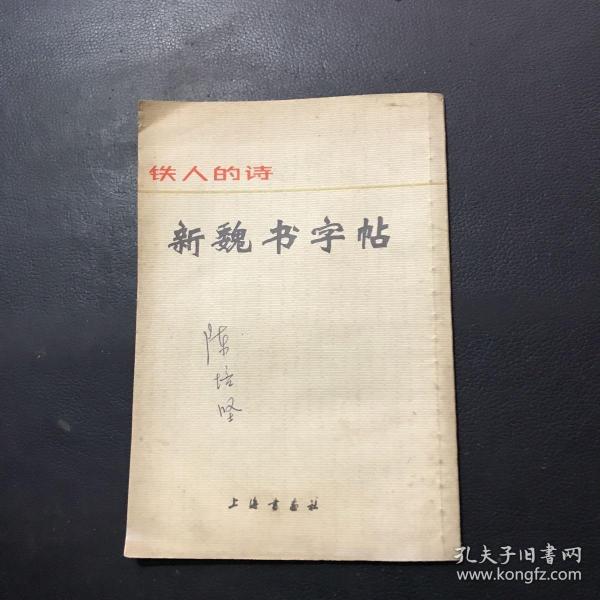 铁人的诗
新魏书字帖
陈
培
坚
上海书画社
孔夫子旧書网
www.kongfz.com